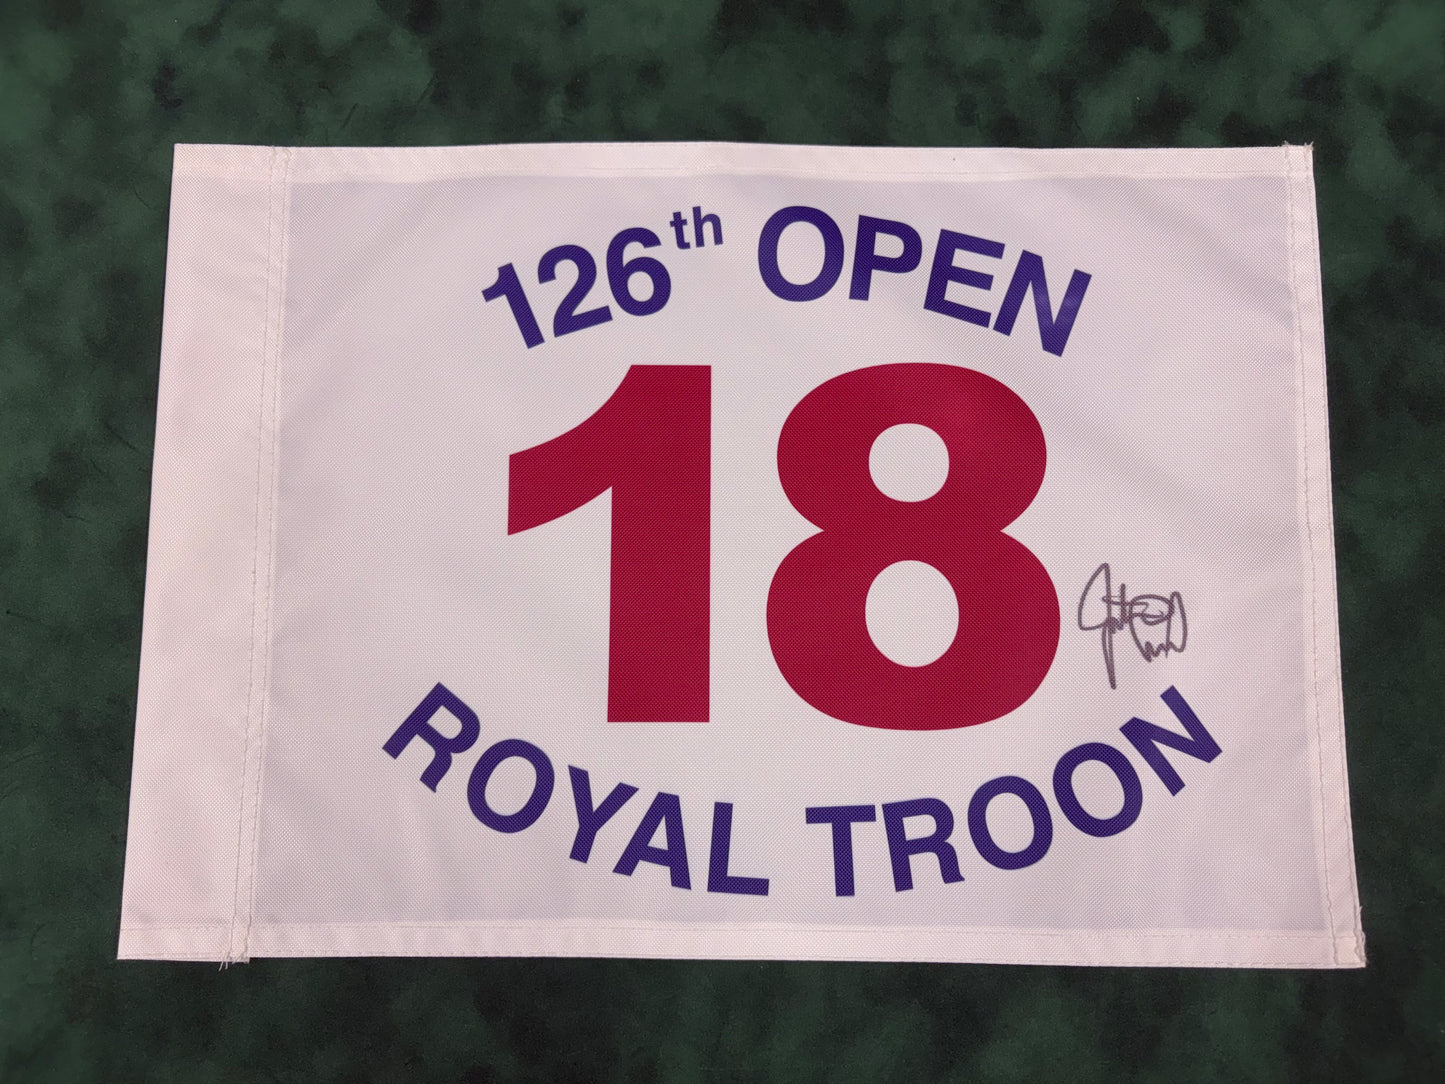 126th OPEN
18
ROYAL TROON